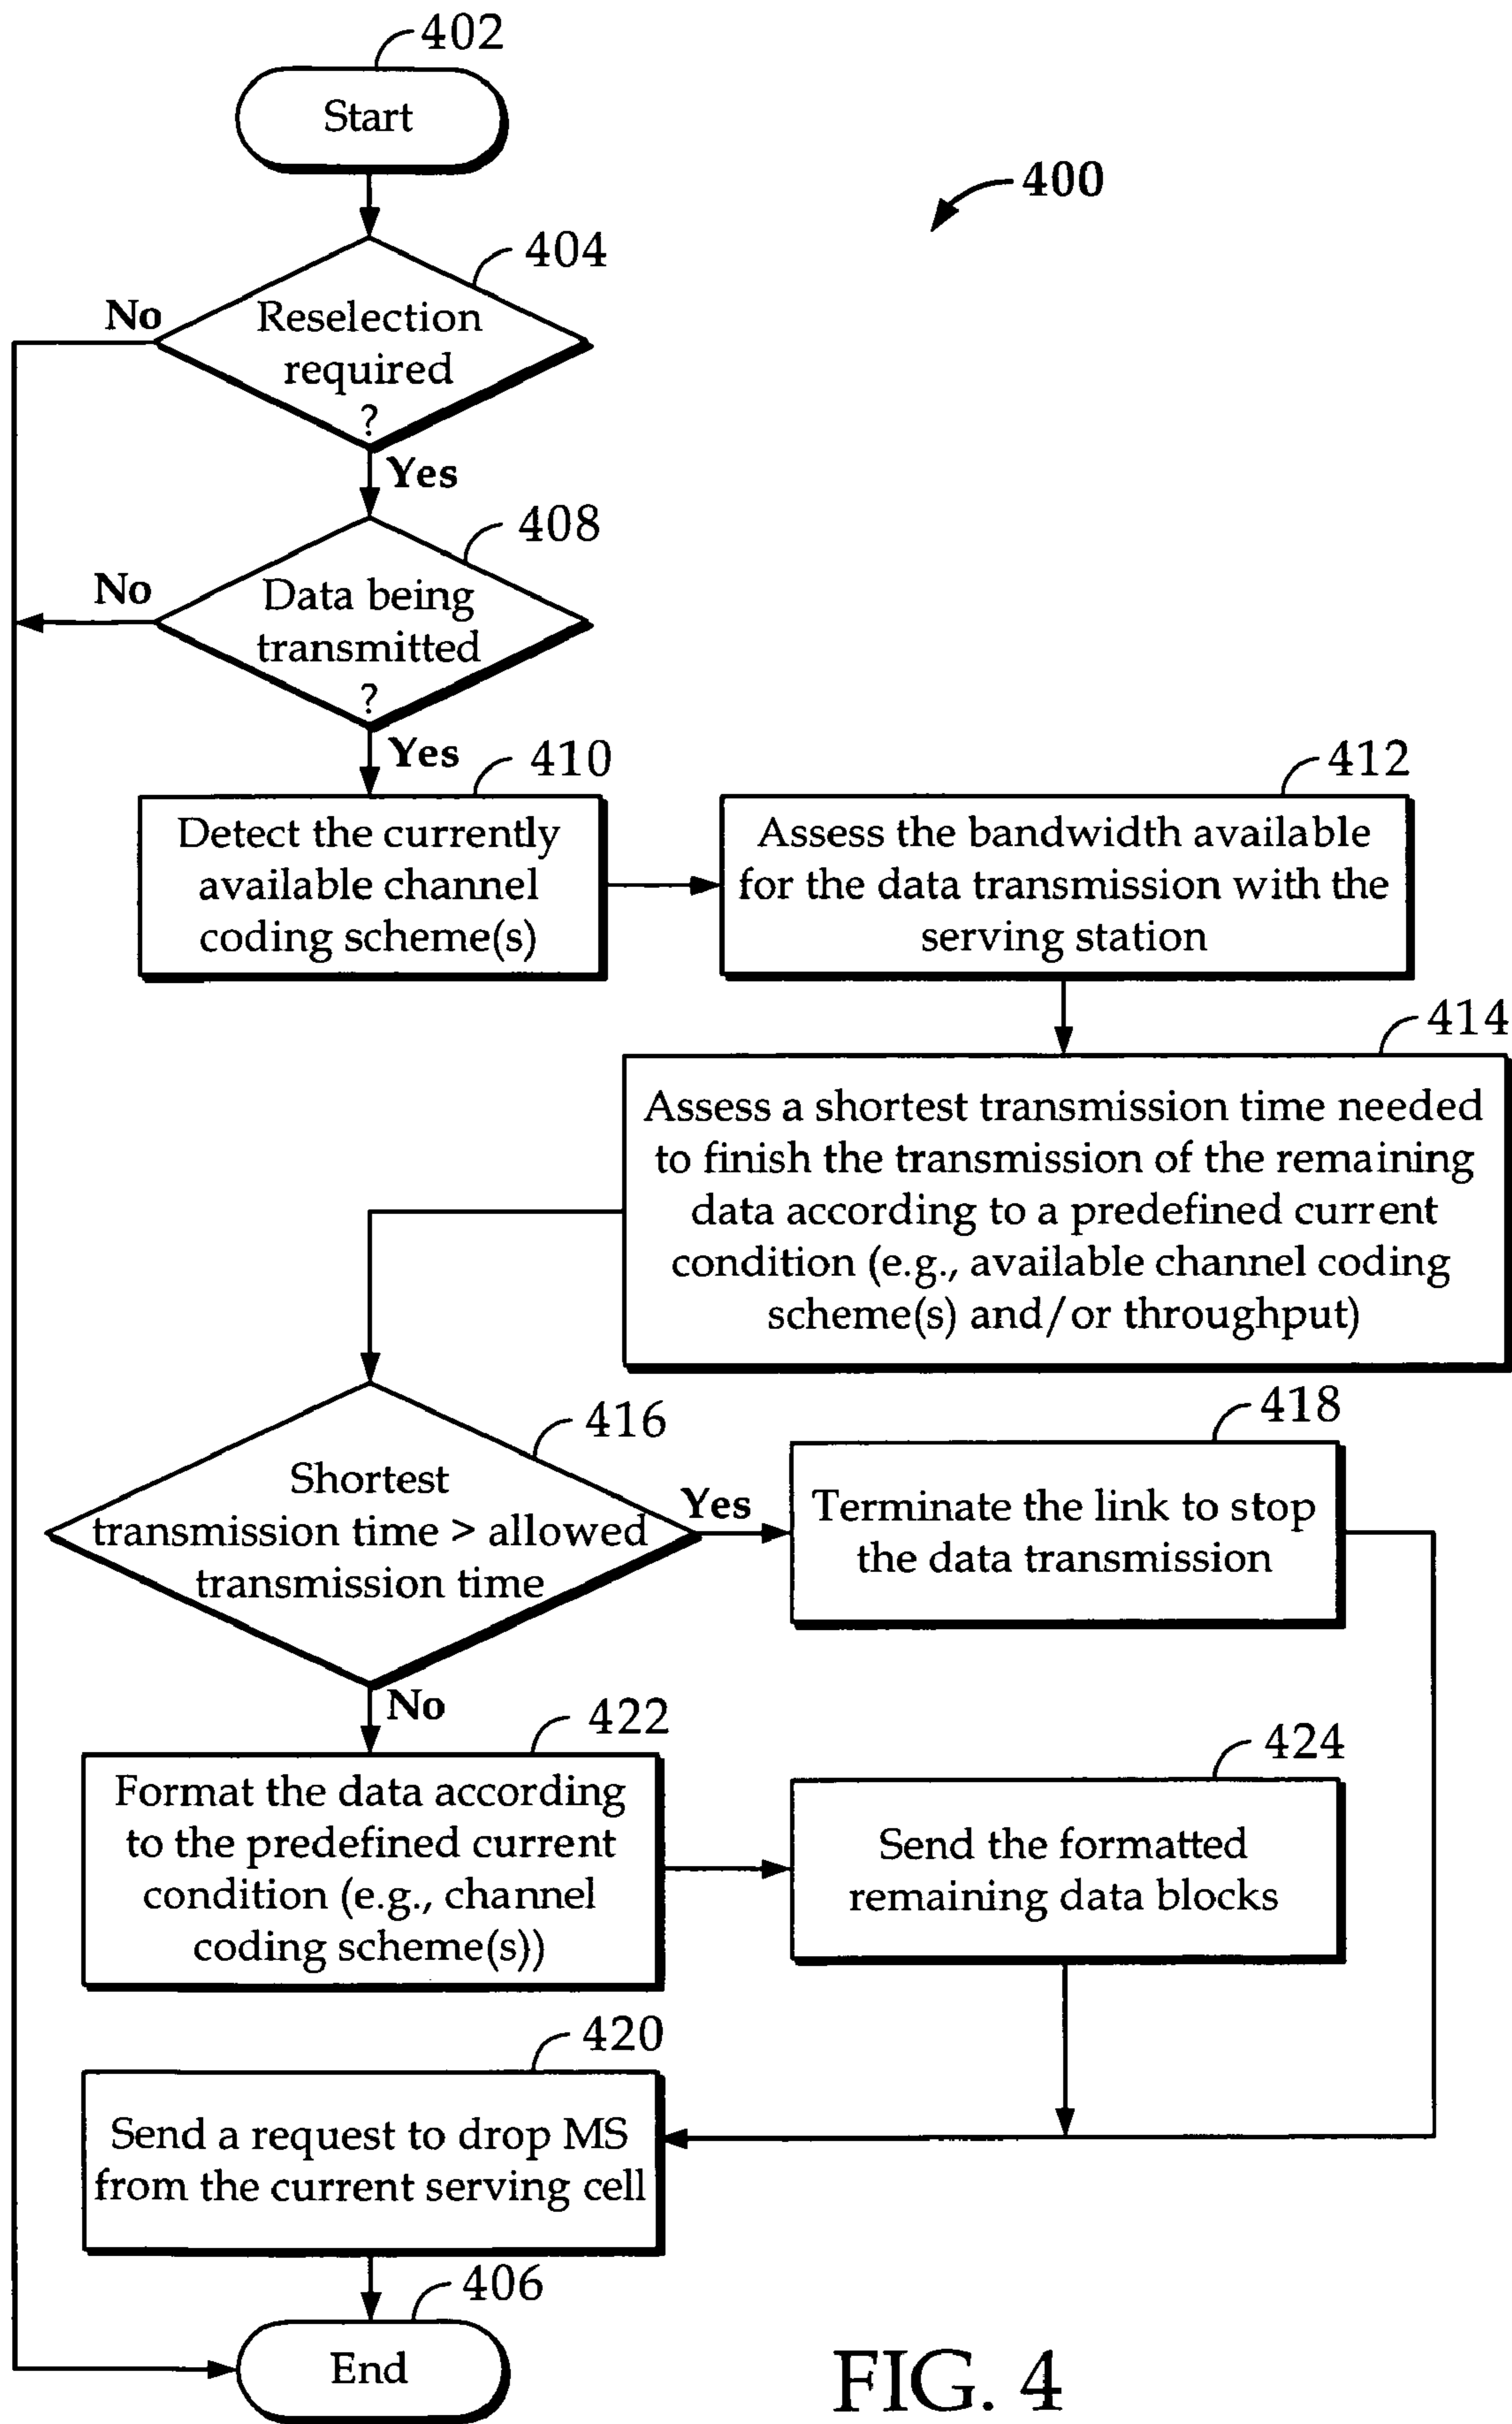 402
Start
400
404
No
Reselection
required
?
Yes
408
No
Data being
transmitted
?
Yes
410
412
Detect the currently
available channel
coding scheme(s)
Assess the bandwidth available
for the data transmission with the
serving station
414
Assess a shortest transmission time needed
to finish the transmission of the remaining
data according to a predefined current
condition (e.g., available channel coding
scheme(s) and/or throughput)
416
418
Shortest
transmission time > allowed
transmission time
Yes
Terminate the link to stop
the data transmission
No
422
424
Format the data according
to the predefined current
condition (e.g., channel
coding scheme(s))
Send the formatted
remaining data blocks
420
Send a request to drop MS
from the current serving cell
406
End
FIG. 4